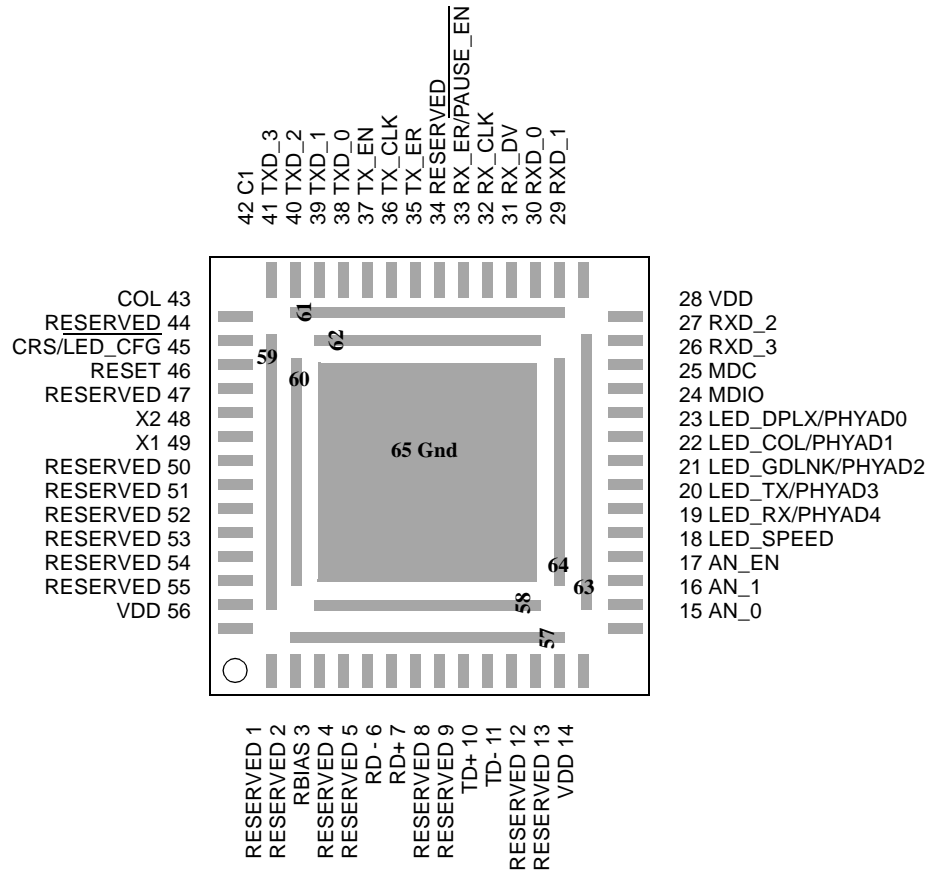 42 C1
41 TXD_3
40 TXD_2
39 TXD_1
38 TXD_0
37 TX_EN
36 TX_CLK
35 TX_ER
34 RESERVED
33 RX_ER/PAUSE_EN
32 RX_CLK
31 RX_DV
30 RXD_0
29 RXD_1
COL 43
RESERVED 44
CRS/LED_CFG 45
RESET 46
RESERVED 47
X2 48
X1 49
RESERVED 50
RESERVED 51
RESERVED 52
RESERVED 53
RESERVED 54
RESERVED 55
VDD 56
61
62
59
60
65 Gnd
64
63
58
57
28 VDD
27 RXD_2
26 RXD_3
25 MDC
24 MDIO
23 LED_DPLX/PHYAD0
22 LED_COL/PHYAD1
21 LED_GDLNK/PHYAD2
20 LED_TX/PHYAD3
19 LED_RX/PHYAD4
18 LED_SPEED
17 AN_EN
16 AN_1
15 AN_0
RESERVED 1
RESERVED 2
RBIAS 3
RESERVED 4
RESERVED 5
RD - 6
RD+ 7
RESERVED 8
RESERVED 9
TD+ 10
TD- 11
RESERVED 12
RESERVED 13
VDD 14